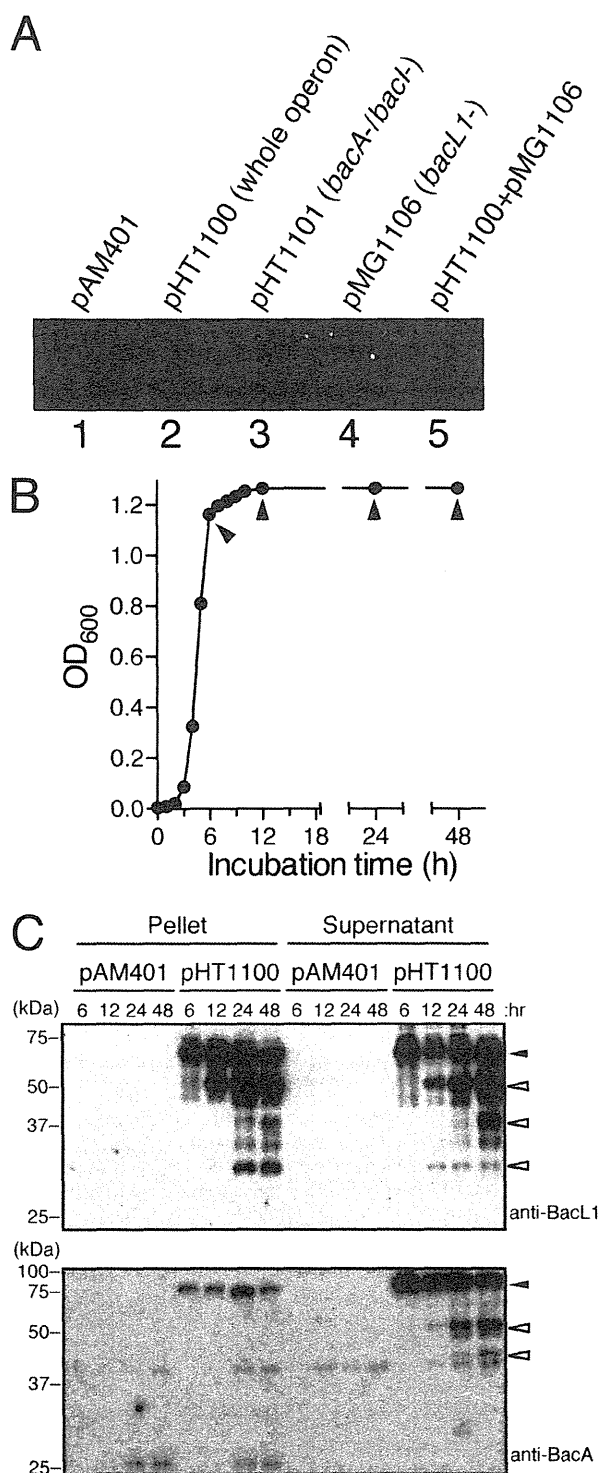 A
pAM401
pHT1100 (whole operon)
pHT1101 (bacA-/bacI-)
pMG1106 (bacL1-)
pHT1100+pMG1106
1 2 3 4 5
B
OD600
1.2
1.0
0.8
0.6
0.4
0.2
0.0
0 6 12 18 24 48
Incubation time (h)
C
Pellet Supernatant
pAM401 pHT1100 pAM401 pHT1100
(kDa) 6 12 24 48 6 12 24 48 6 12 24 48 6 12 24 48 :hr
75-
50-
37-
25-
anti-BacL1
(kDa)
100-
75-
50-
37-
25-
anti-BacA